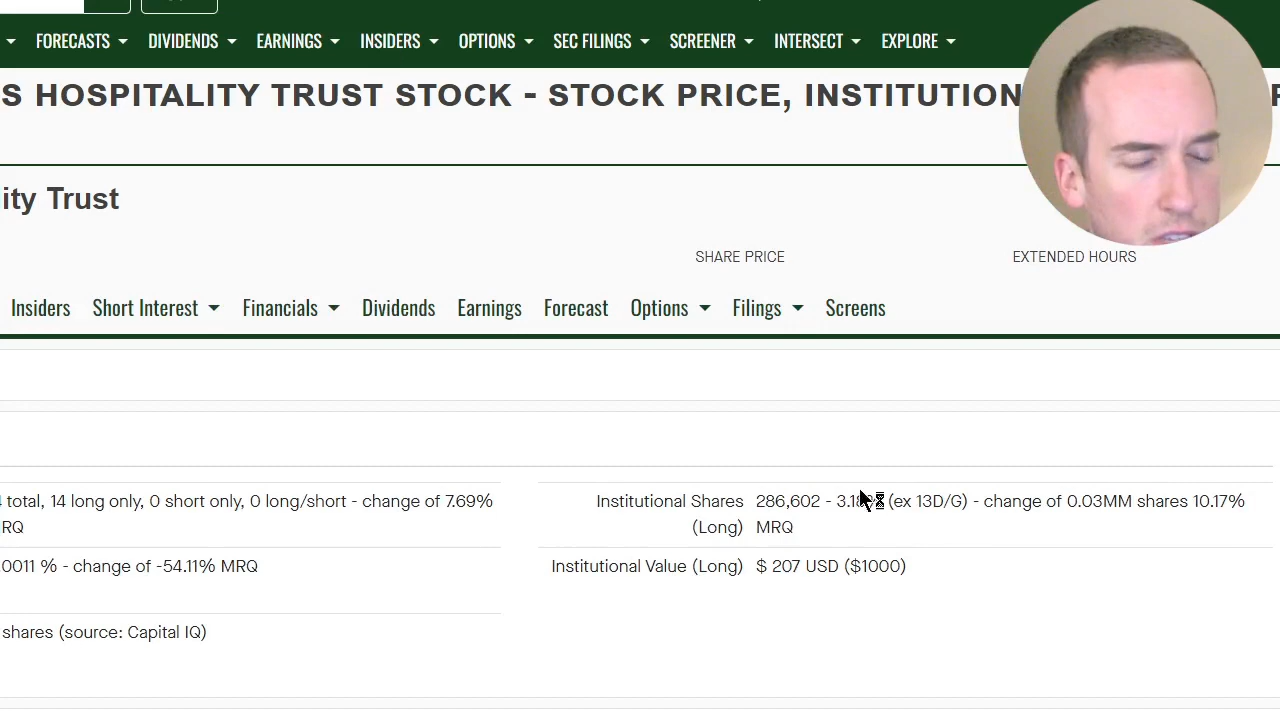 FORECASTS DIVIDENDS EARNINGS INSIDERS OPTIONS SEC FILINGS SCREENER INTERSECT EXPLORE
S HOSPITALITY TRUST STOCK - STOCK PRICE, INSTITUTION
ity Trust
SHARE PRICE EXTENDED HOURS
Insiders Short Interest Financials Dividends Earnings Forecast Options Filings Screens
total, 14 long only, 0 short only, 0 long/short - change of 7.69%
RQ
Institutional Shares 286,602 - (ex 13D/G) - change of 0.03MM shares 10.17%
(Long) MRQ
0011 % - change of -54.11% MRQ
Institutional Value (Long) $ 207 USD ($1000)
shares (source: Capital IQ)